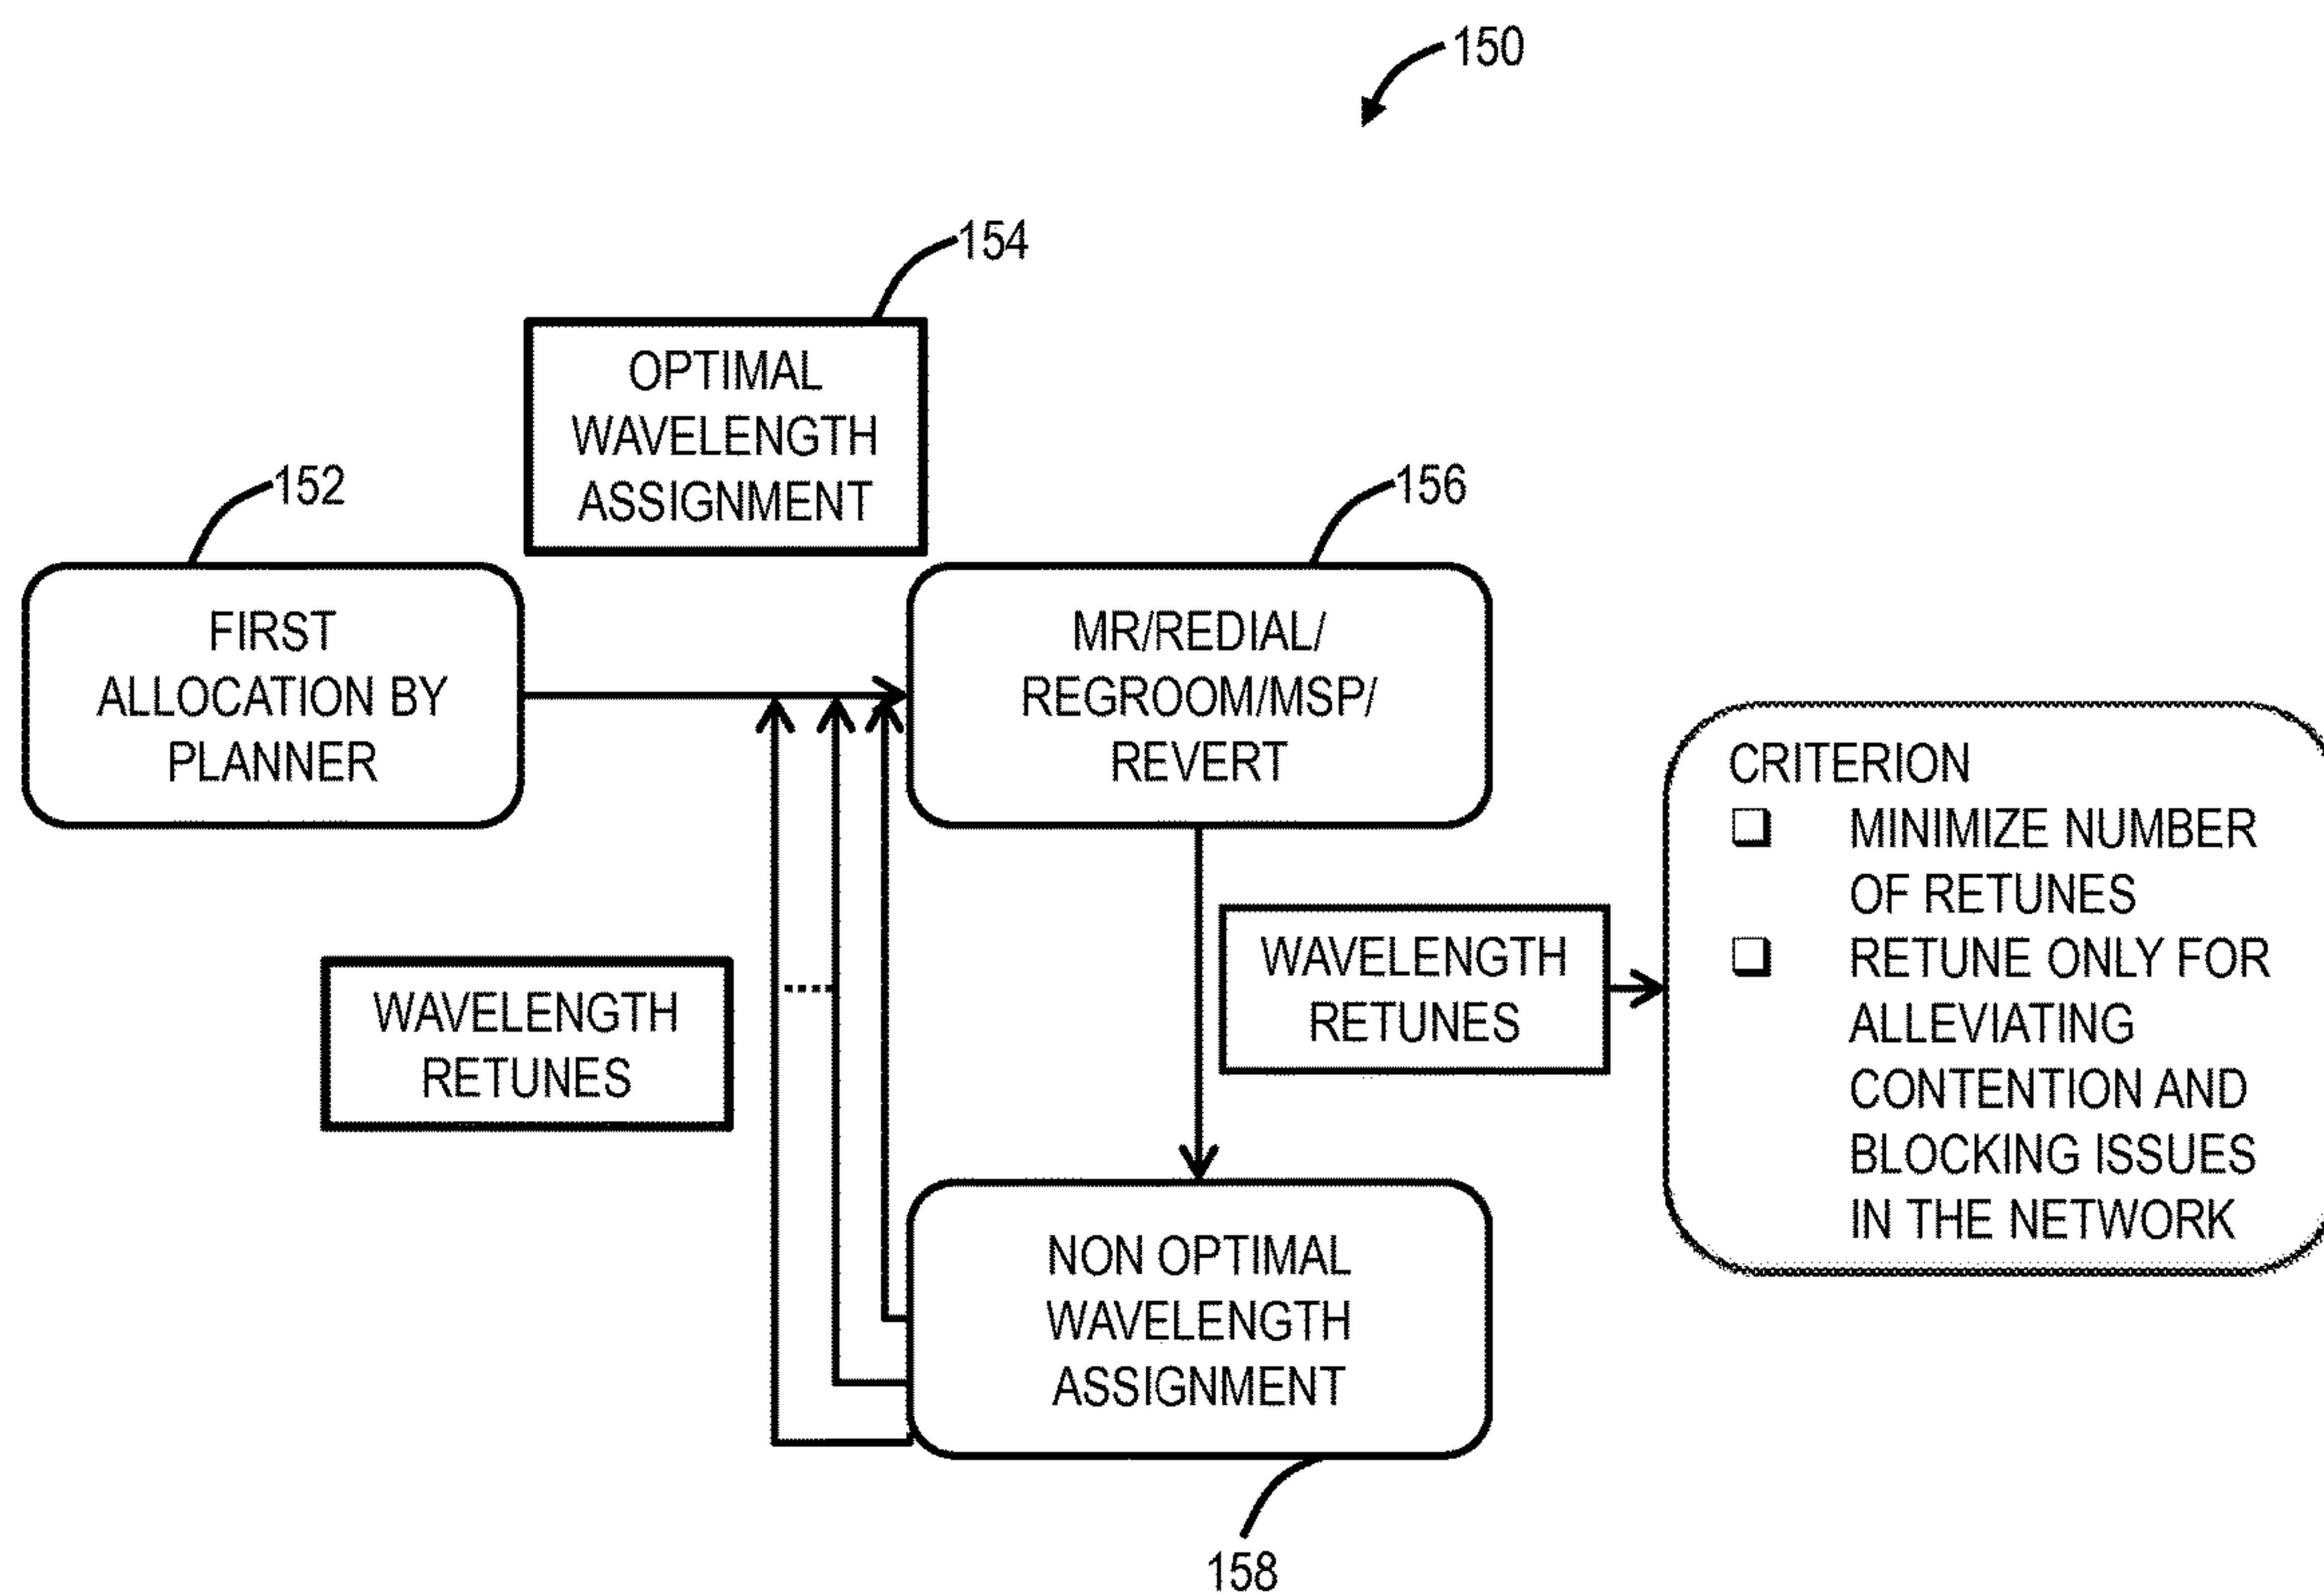 150
154
OPTIMAL
WAVELENGTH
ASSIGNMENT
152
156
FIRST
ALLOCATION BY
PLANNER
MR/REDIAL/
REGROOM/MSP/
REVERT
CRITERION
MINIMIZE NUMBER
OF RETUNES
RETUNE ONLY FOR
ALLEVIATING
CONTENTION AND
BLOCKING ISSUES
IN THE NETWORK
WAVELENGTH
RETUNES
WAVELENGTH
RETUNES
NON OPTIMAL
WAVELENGTH
ASSIGNMENT
158